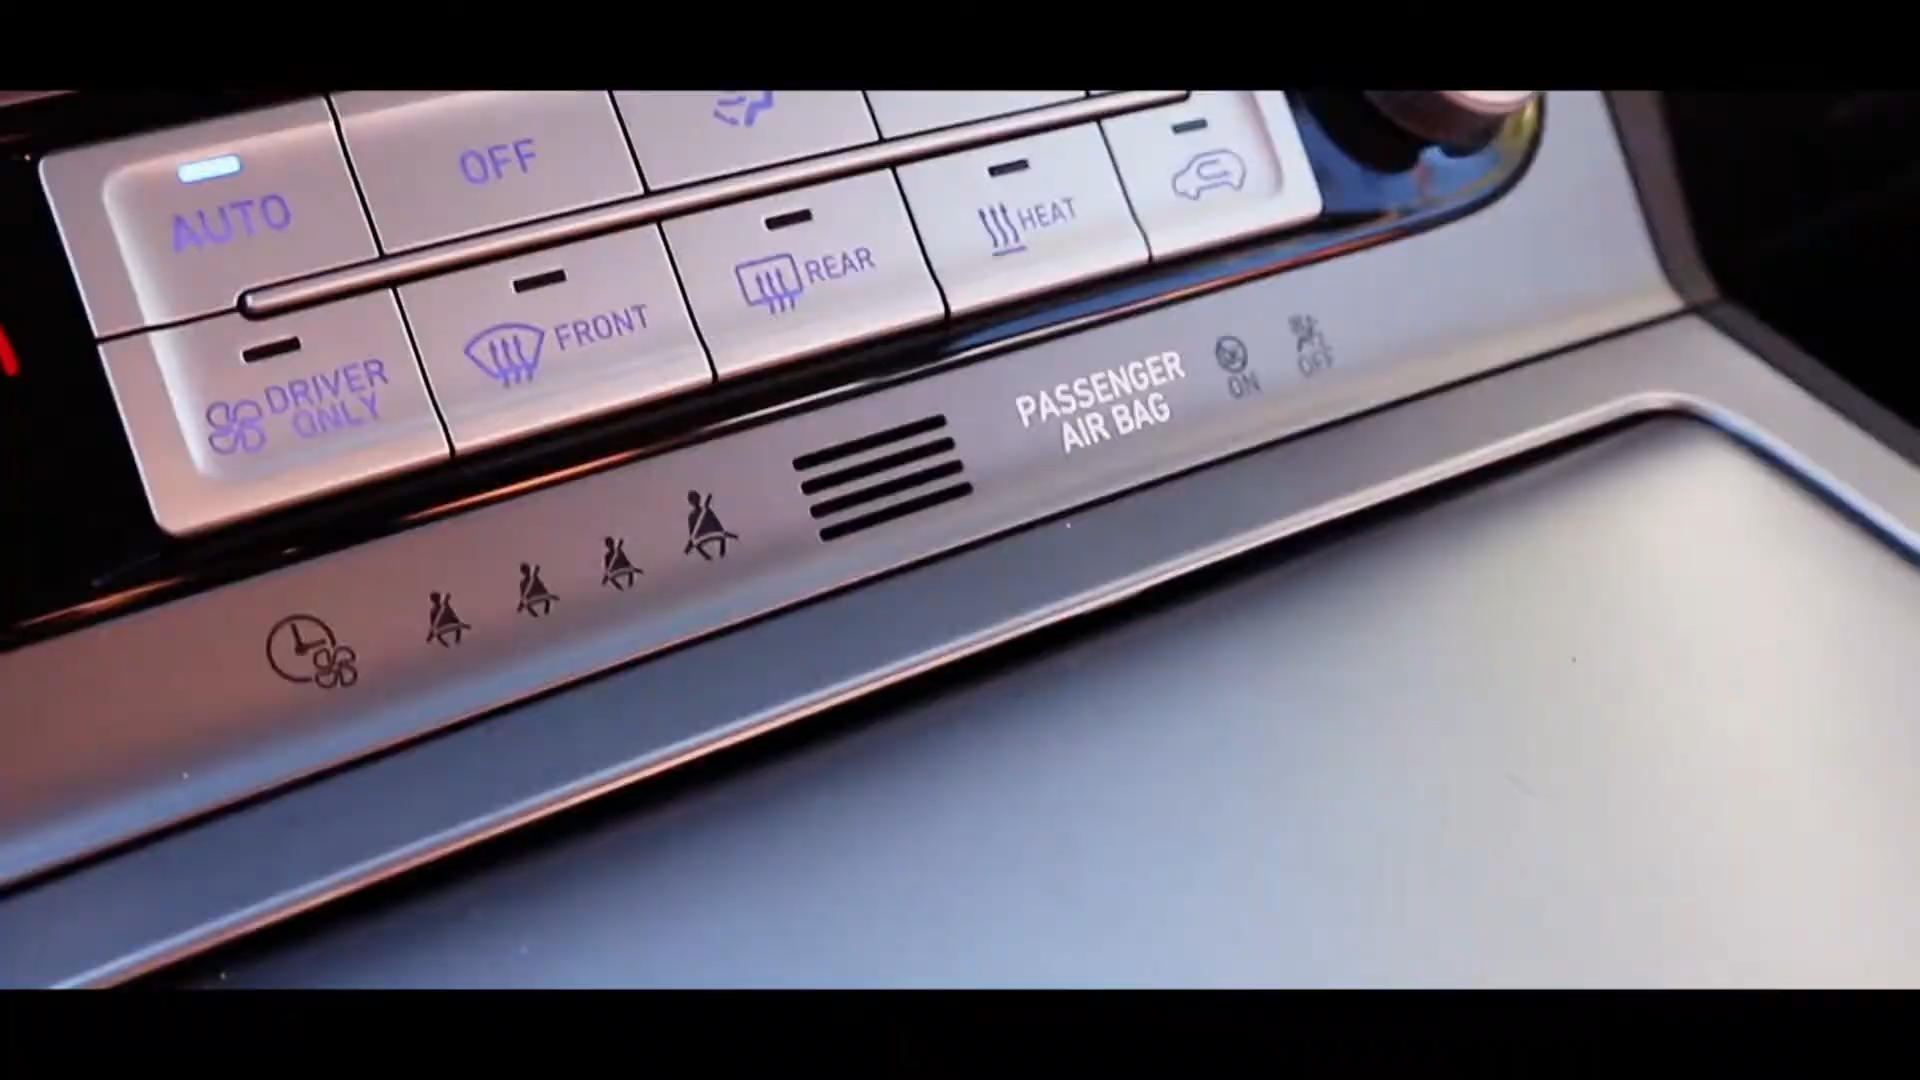 AUTO
OFF
DRIVER
ONLY
FRONT
REAR
HEAT
PASSENGER
AIR BAG
ON
OFF